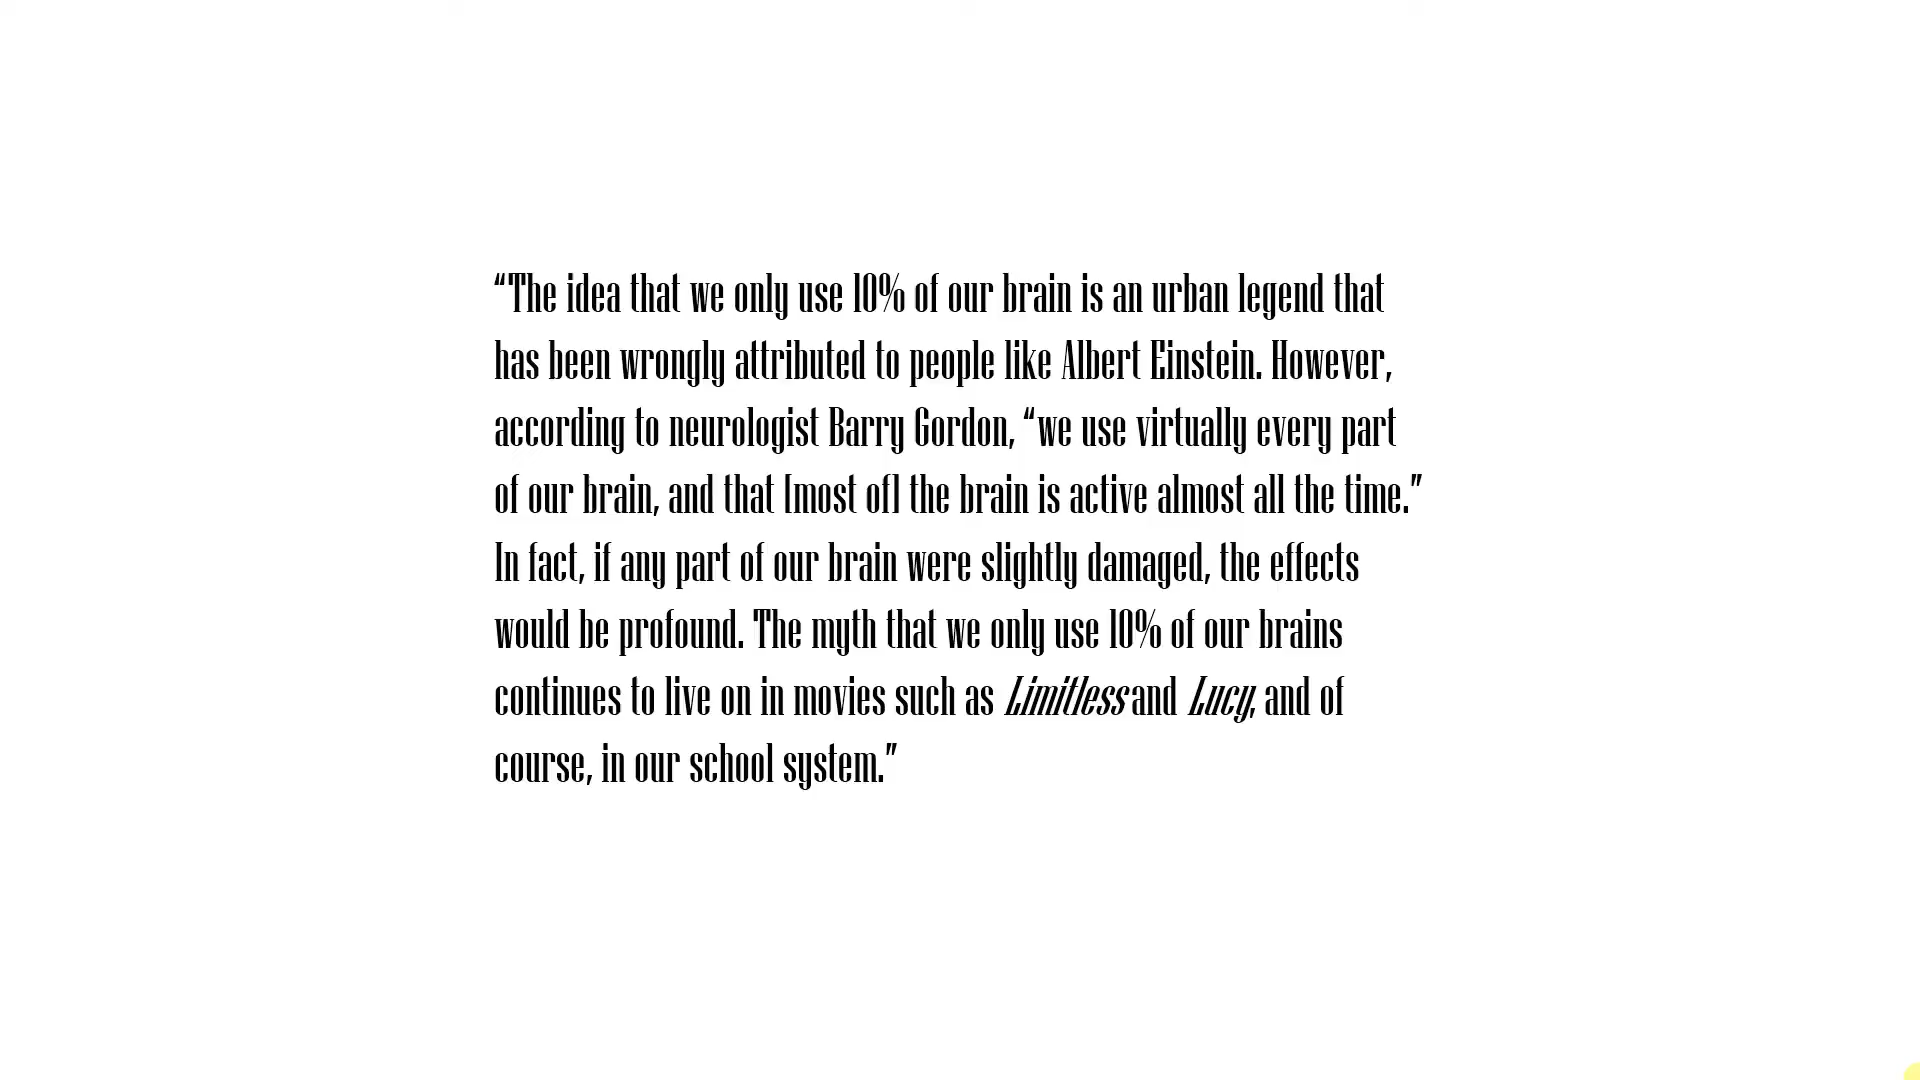 “The idea that we only use 10% of our brain is an urban legend that
has been wrongly attributed to people like Albert Einstein. However,
according to neurologist Barry Gordon, “we use virtually every part
of our brain, and that [most of] the brain is active almost all the time.”
In fact, if any part of our brain were slightly damaged, the effects
would be profound. The myth that we only use 10% of our brains
continues to live on in movies such as Limitless and Lucy, and of
course, in our school system.”